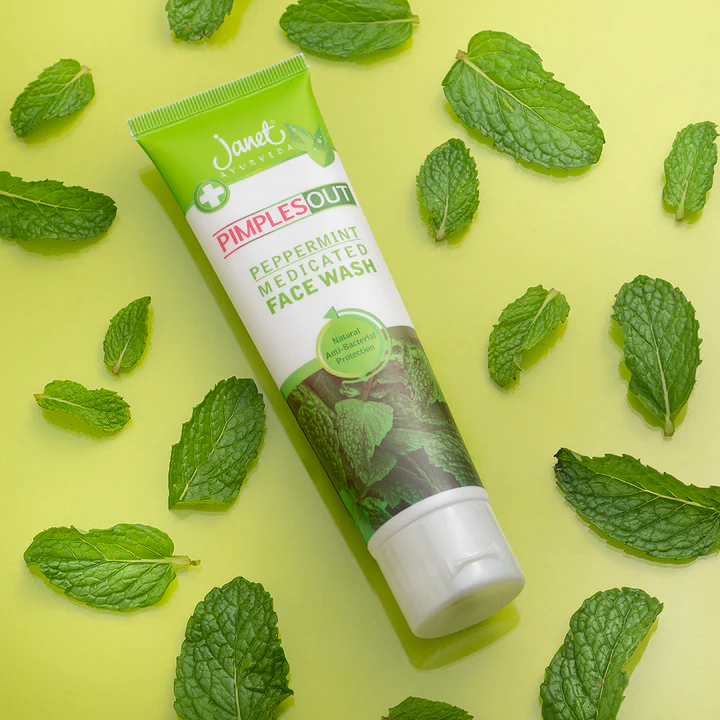 Janet
AYURVEDA
PIMPLESOUT
PEPPERMINT
MEDICATED
FACE WASH
Natural
Anti-Bacterial
Protection